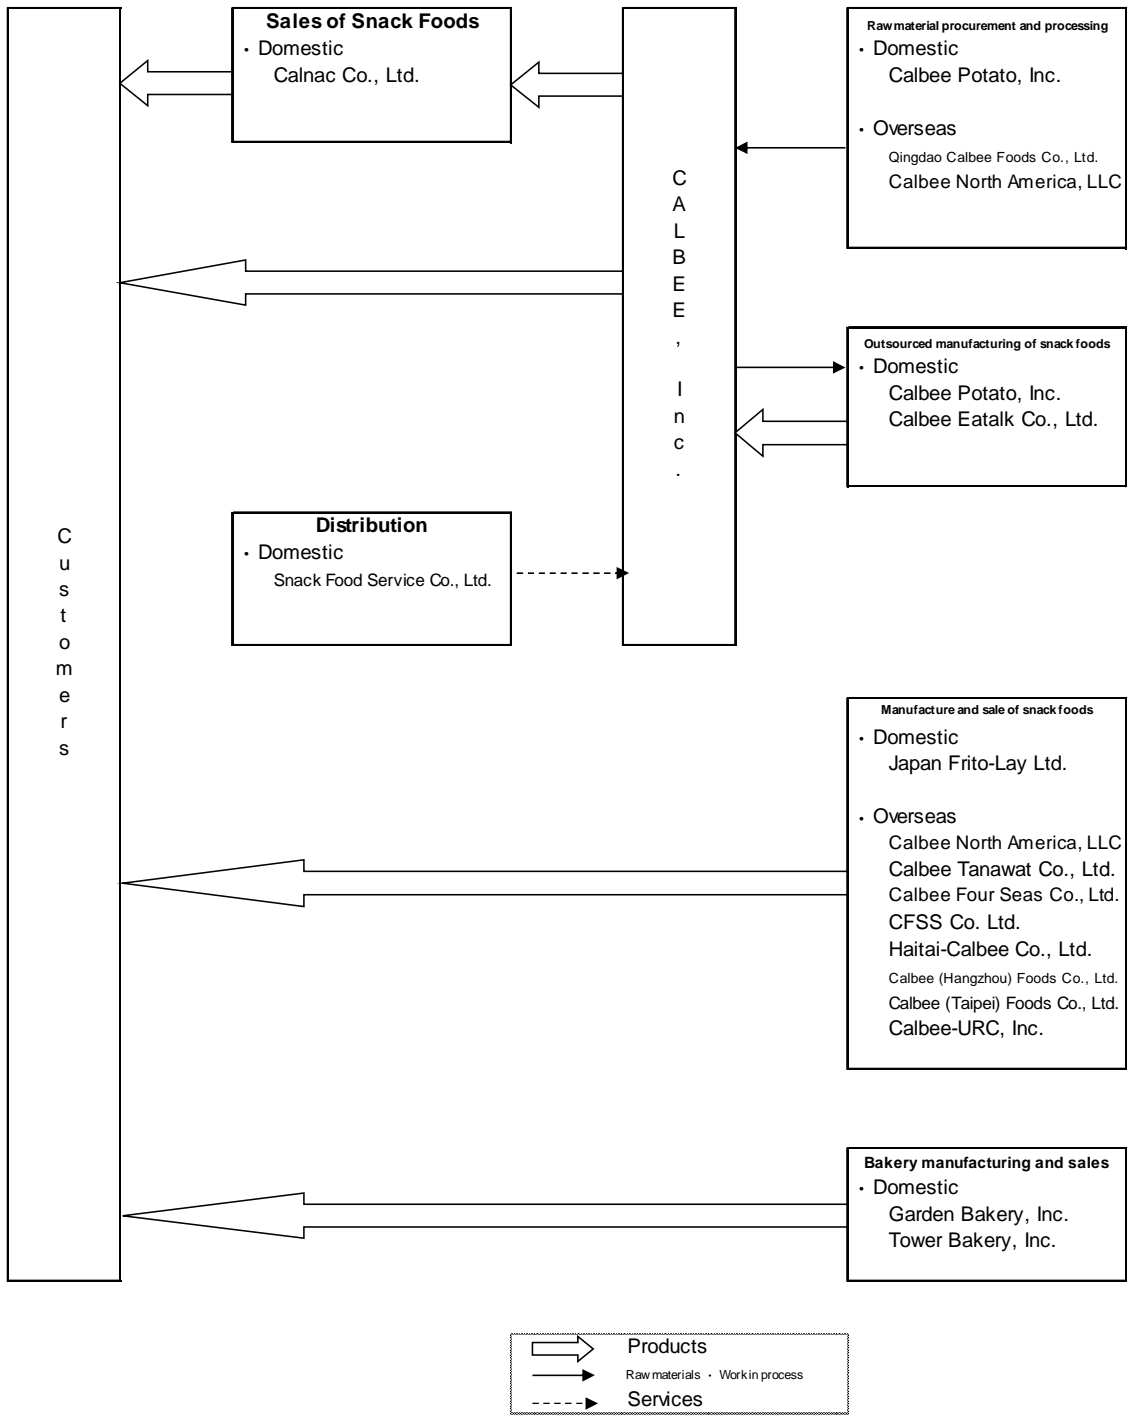 Sales of Snack Foods
・Domestic
Calnac Co., Ltd.
Raw material procurement and processing
・Domestic
Calbee Potato, Inc.
・Overseas
Qingdao Calbee Foods Co., Ltd.
Calbee North America, LLC
CALBEE, Inc.
Outsourced manufacturing of snack foods
・Domestic
Calbee Potato, Inc.
Calbee Eatalk Co., Ltd.
Distribution
・Domestic
Snack Food Service Co., Ltd.
Customers
Manufacture and sale of snack foods
・Domestic
Japan Frito-Lay Ltd.
・Overseas
Calbee North America, LLC
Calbee Tanawat Co., Ltd.
Calbee Four Seas Co., Ltd.
CFSS Co. Ltd.
Haitai-Calbee Co., Ltd.
Calbee (Hangzhou) Foods Co., Ltd.
Calbee (Taipei) Foods Co., Ltd.
Calbee-URC, Inc.
Bakery manufacturing and sales
・Domestic
Garden Bakery, Inc.
Tower Bakery, Inc.
Products
Raw materials ・ Work in process
Services